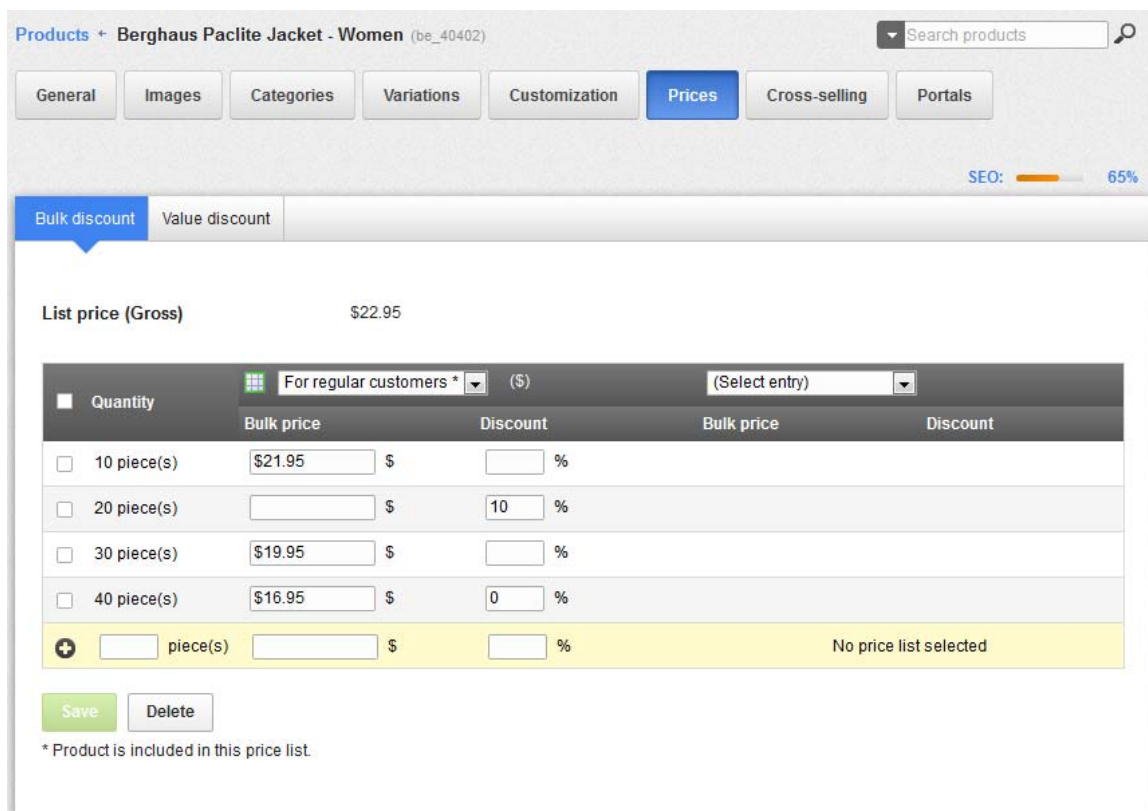 Products Berghaus Paclite Jacket - Women (be_40402) Search products
General Images Categories Variations Customization Prices Cross-selling Portals
SEO: 65%
Bulk discount Value discount
List price (Gross) $22.95
Quantity For regular customers * ($) (Select entry)
Bulk price Discount Bulk price Discount
10 piece(s) $21.95 $ %
20 piece(s) $ 10 %
30 piece(s) $19.95 $ %
40 piece(s) $16.95 $ 0 %
piece(s) $ % No price list selected
Save Delete
* Product is included in this price list.